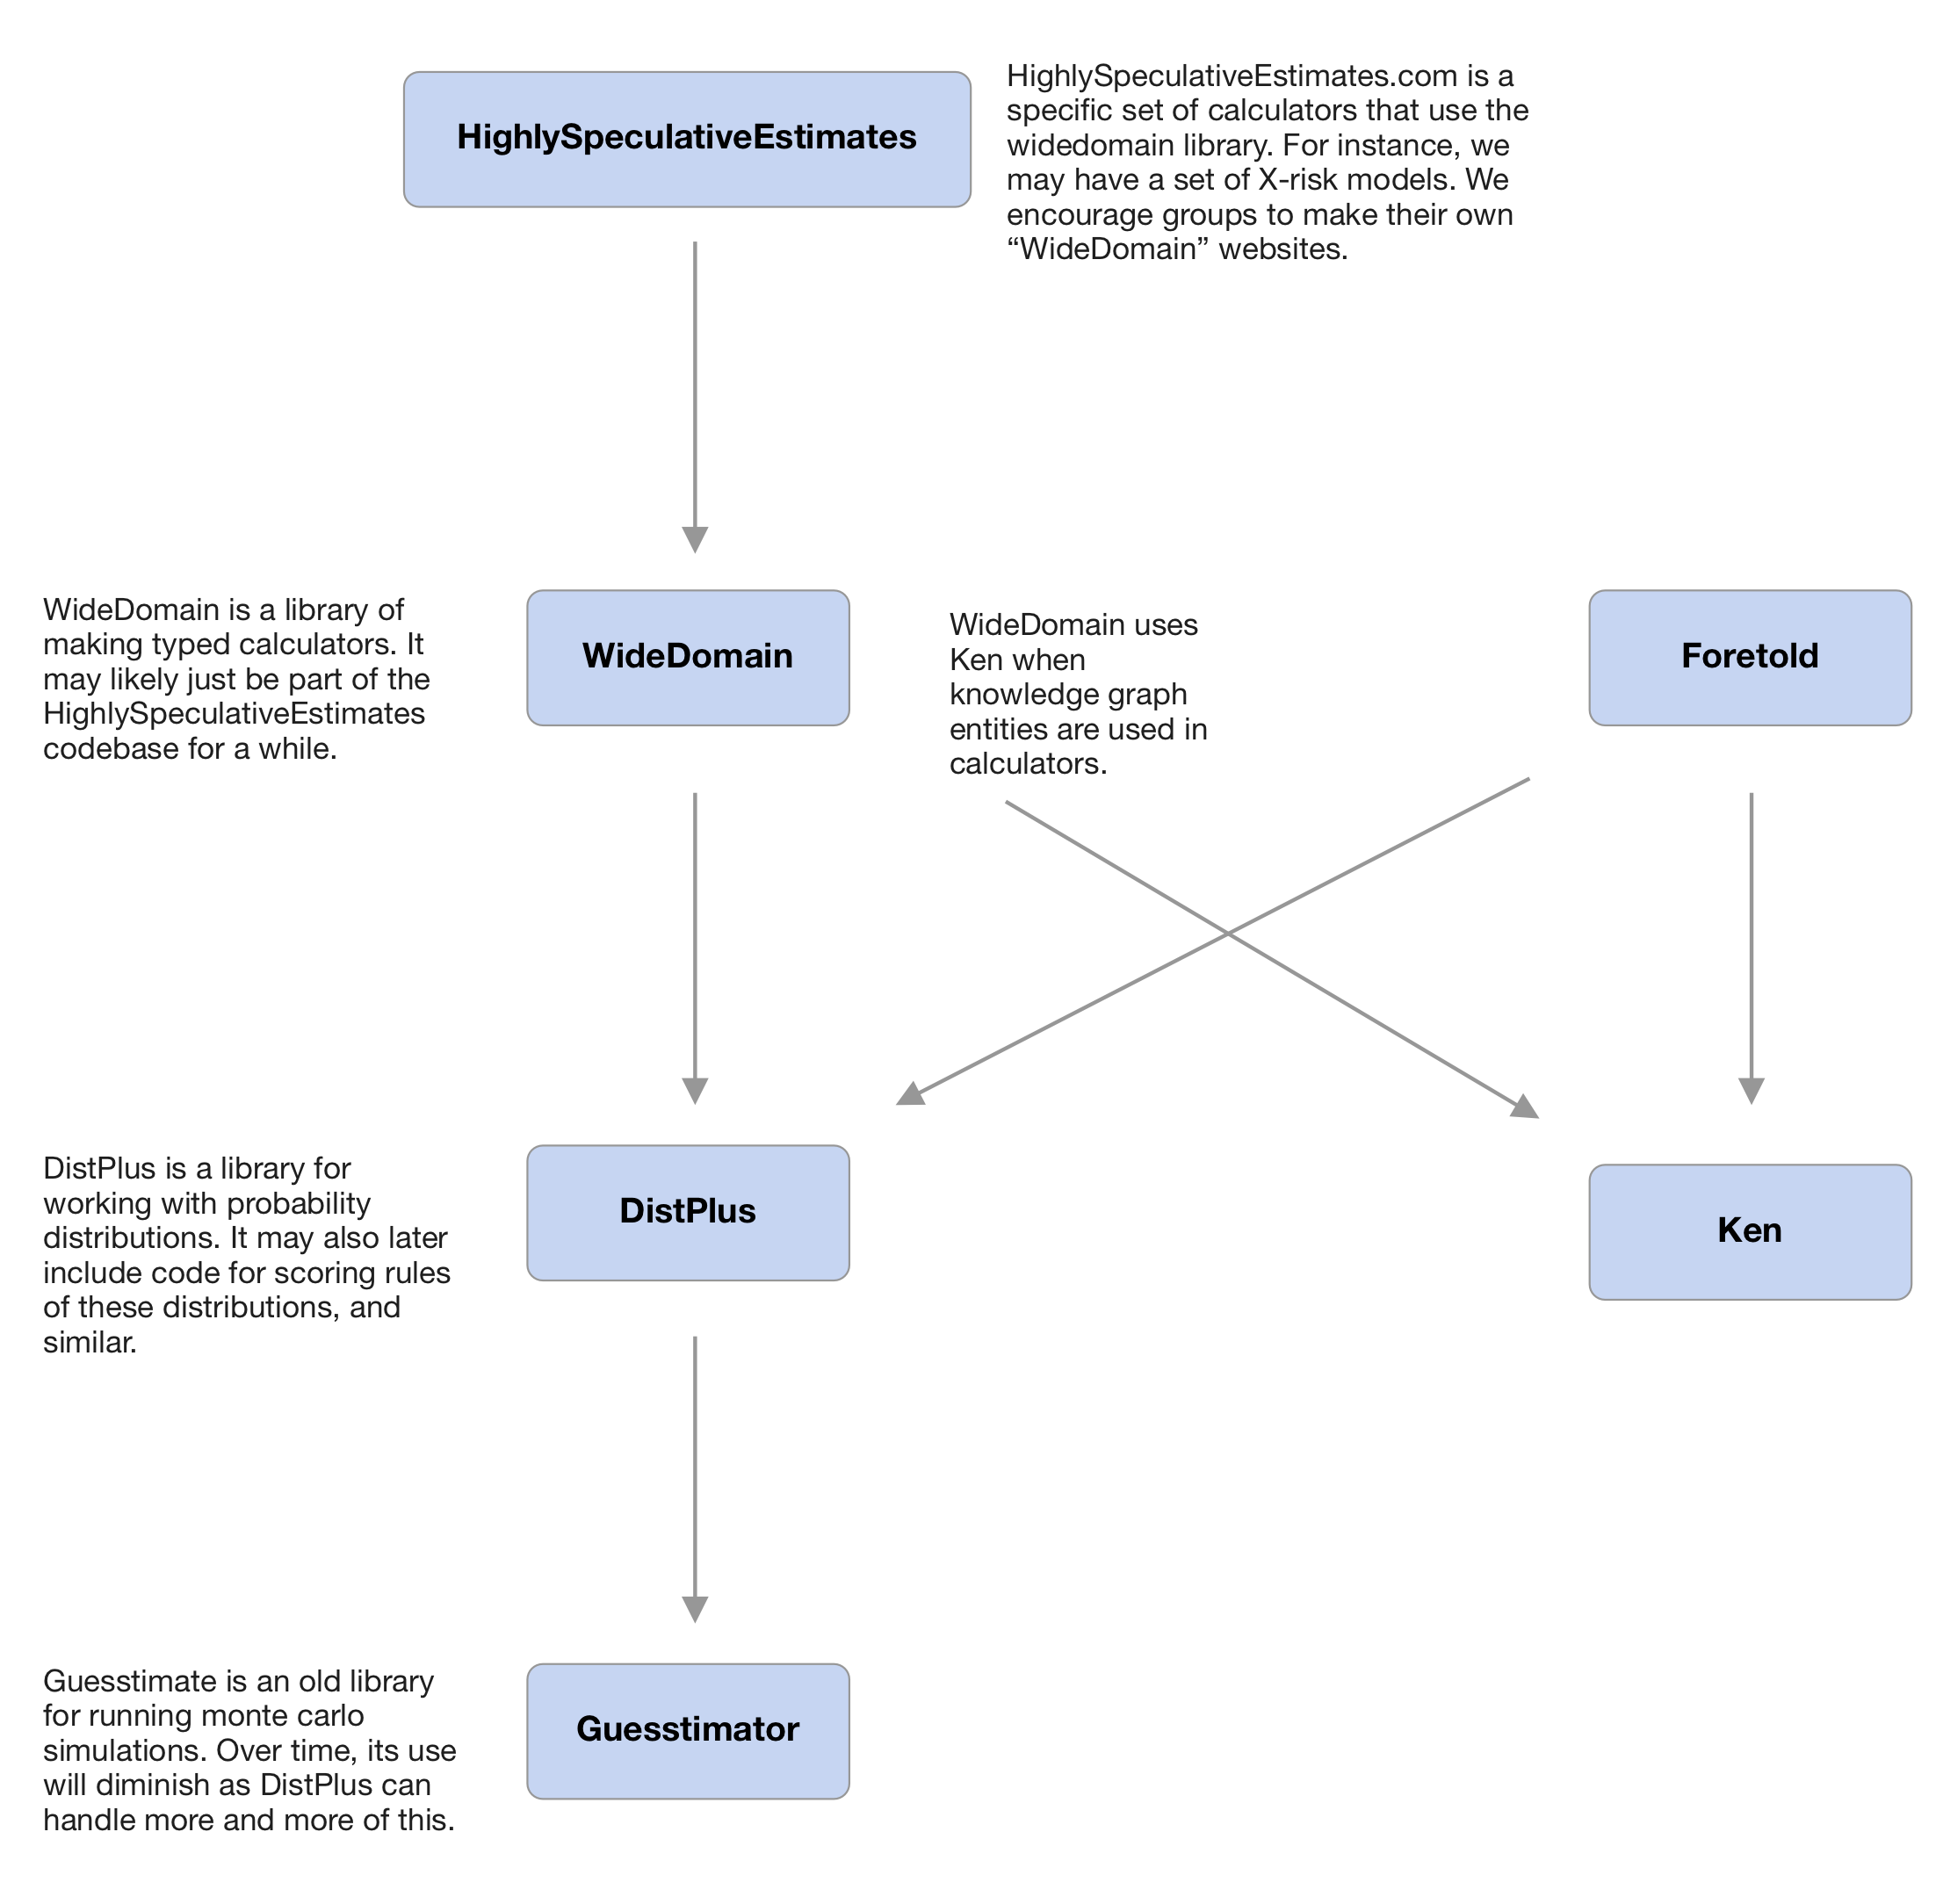 HighlySpeculativeEstimates
HighlySpeculativeEstimates.com is a
specific set of calculators that use the
widedomain library. For instance, we
may have a set of X-risk models. We
encourage groups to make their own
“WideDomain” websites.
WideDomain is a library of
making typed calculators. It
may likely just be part of the
HighlySpeculativeEstimates
codebase for a while.
WideDomain
WideDomain uses
Ken when
knowledge graph
entities are used in
calculators.
Foretold
DistPlus is a library for
working with probability
distributions. It may also later
include code for scoring rules
of these distributions, and
similar.
DistPlus
Ken
Guesstimate is an old library
for running monte carlo
simulations. Over time, its use
will diminish as DistPlus can
handle more and more of this.
Guesstimator